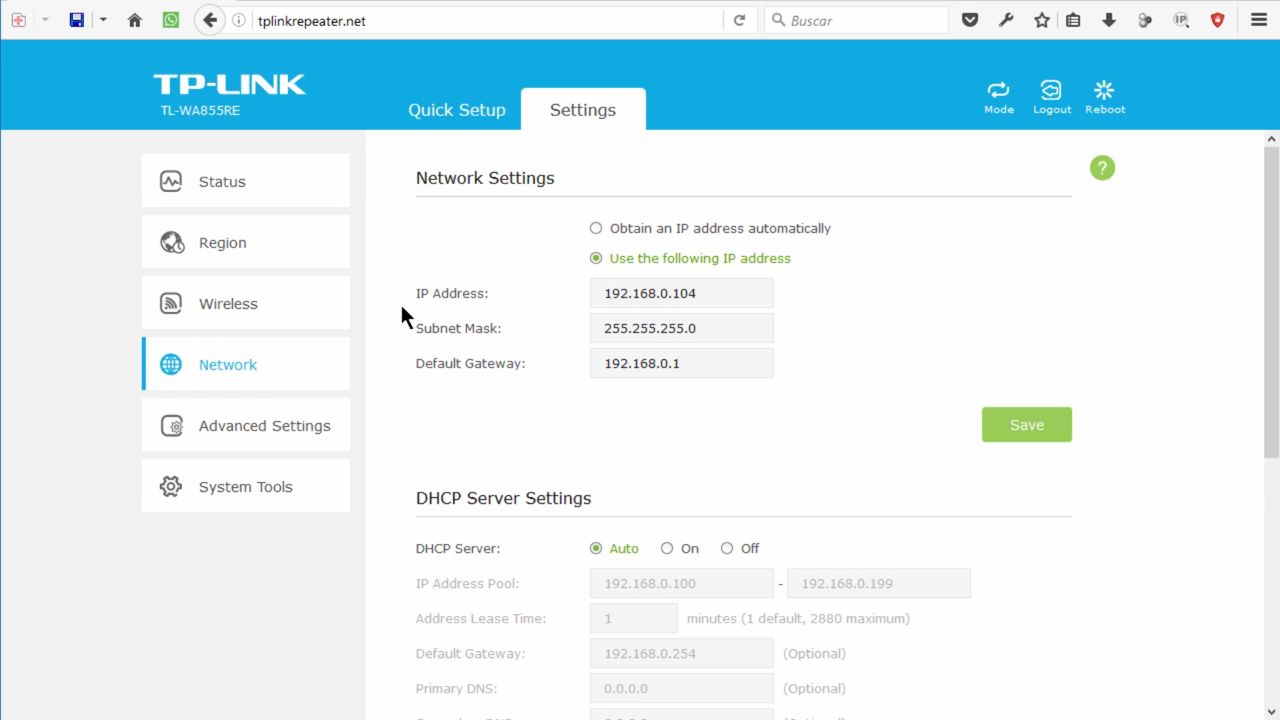 tplinkrepeater.net
Buscar
IP
TP-LINK
TL-WA855RE
Quick Setup
Settings
Mode
Logout
Reboot
Status
Region
Wireless
Network
Advanced Settings
System Tools
Network Settings
?
Obtain an IP address automatically
Use the following IP address
IP Address: 192.168.0.104
Subnet Mask: 255.255.255.0
Default Gateway: 192.168.0.1
Save
DHCP Server Settings
DHCP Server: Auto On Off
IP Address Pool: 192.168.0.100 - 192.168.0.199
Address Lease Time: 1 minutes (1 default, 2880 maximum)
Default Gateway: 192.168.0.254 (Optional)
Primary DNS: 0.0.0.0 (Optional)